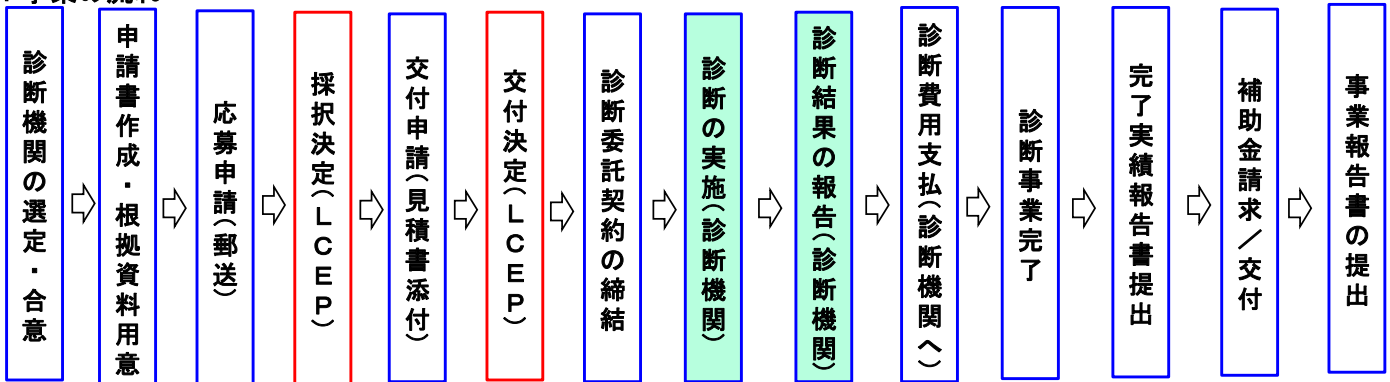 診断機関の選定・合意
申請書作成・根拠資料用意
応募申請(郵送)
採択決定(LCEP)
交付申請(見積書添付)
交付決定(LCEP)
診断委託契約の締結
診断の実施(診断機関)
診断結果の報告(診断機関)
診断費用支払(診断機関へ)
診断事業完了
完了実績報告書提出
補助金請求/交付
事業報告書の提出